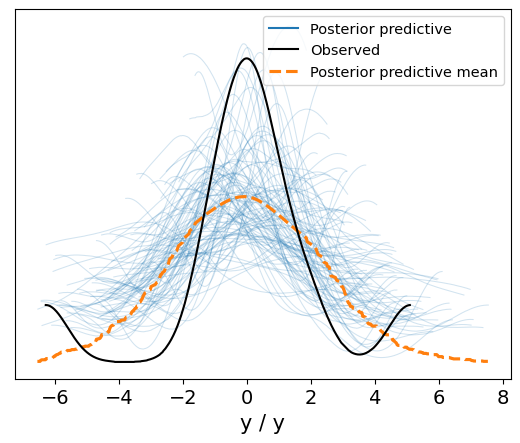 Posterior predictive
Observed
Posterior predictive mean
−6 −4 −2 0 2 4 6 8
y / y